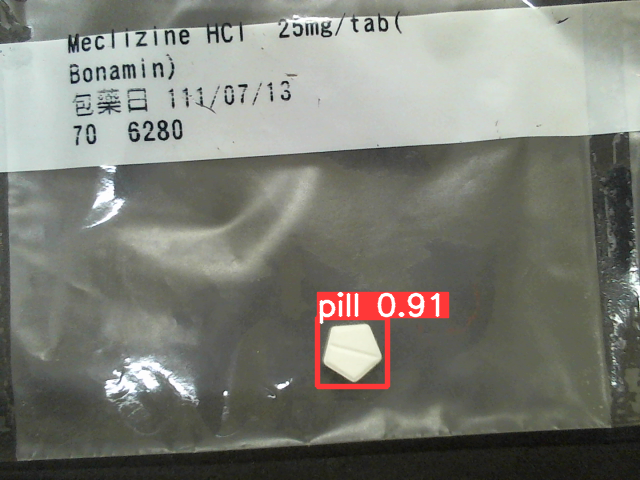 Meclizine HCl 25mg/tab(
Bonamin)
包藥日 111/07/13
70 6280
pill 0.91